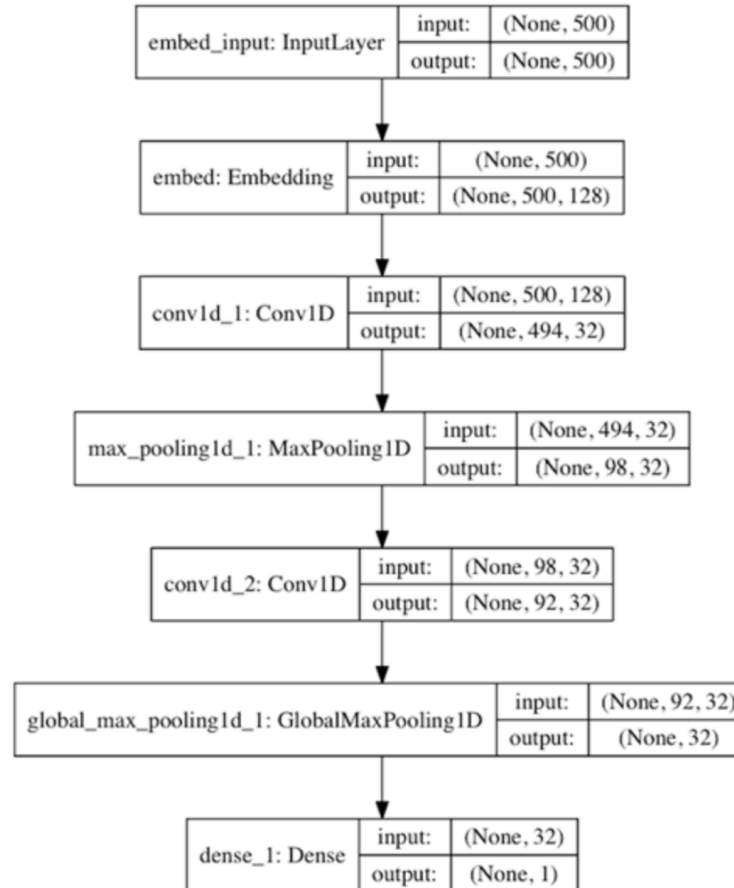 embed_input: InputLayer
input: (None, 500)
output: (None, 500)
embed: Embedding
input: (None, 500)
output: (None, 500, 128)
conv1d_1: Conv1D
input: (None, 500, 128)
output: (None, 494, 32)
max_pooling1d_1: MaxPooling1D
input: (None, 494, 32)
output: (None, 98, 32)
conv1d_2: Conv1D
input: (None, 98, 32)
output: (None, 92, 32)
global_max_pooling1d_1: GlobalMaxPooling1D
input: (None, 92, 32)
output: (None, 32)
dense_1: Dense
input: (None, 32)
output: (None, 1)